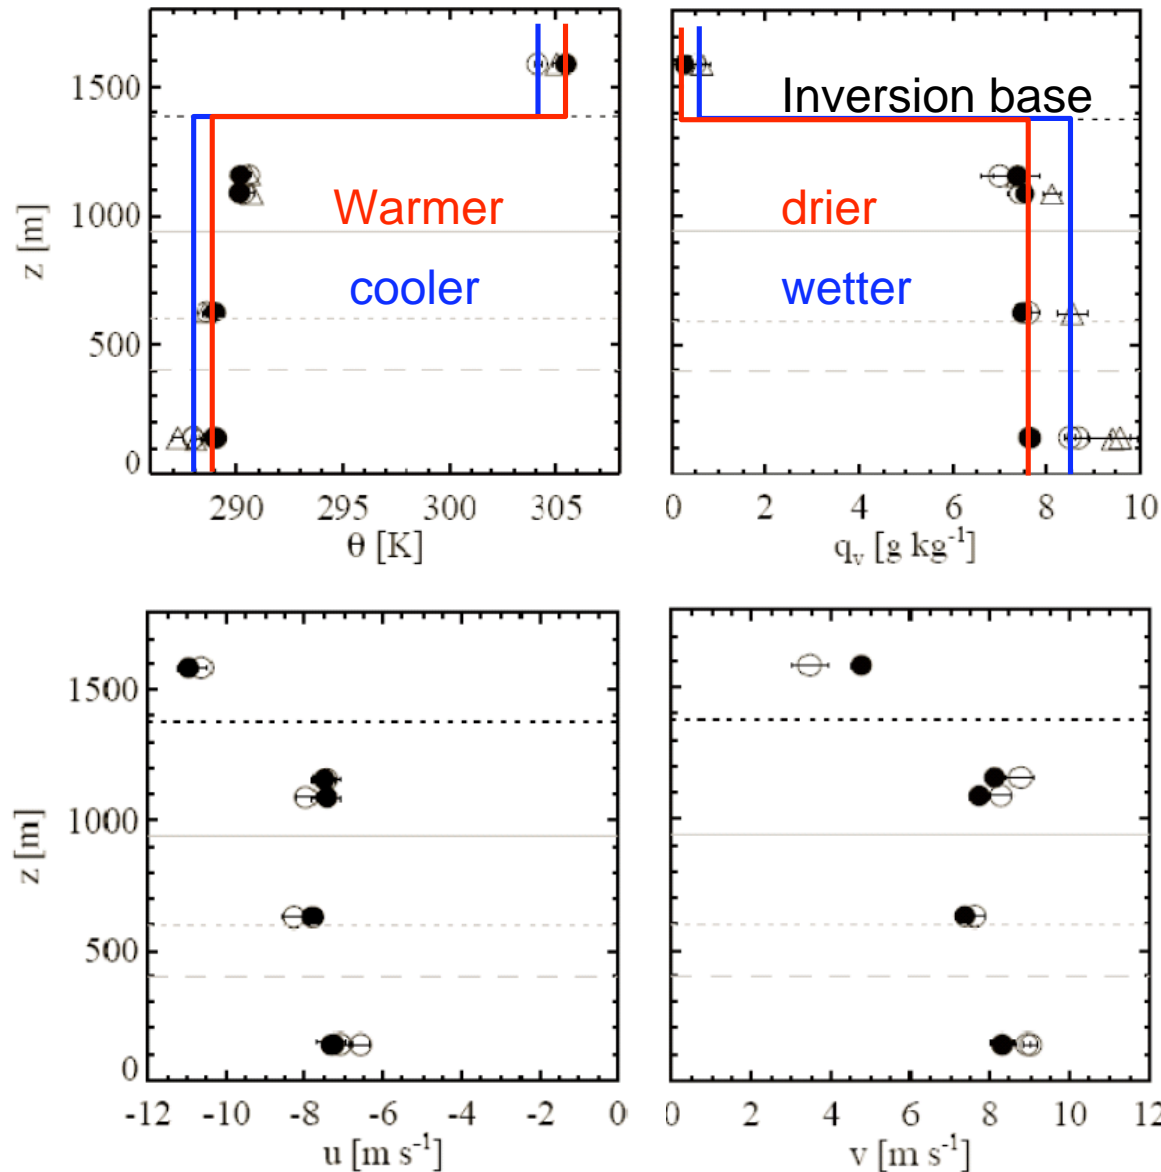 Inversion base
1500
Warmer
drier
z [m]
1000
cooler
wetter
500
0
290 295 300 305
0 2 4 6 8 10
θ [K]
qᵥ [g kg⁻¹]
1500
z [m]
1000
500
0
-12 -10 -8 -6 -4 -2 0
0 2 4 6 8 10 12
u [m s⁻¹]
v [m s⁻¹]